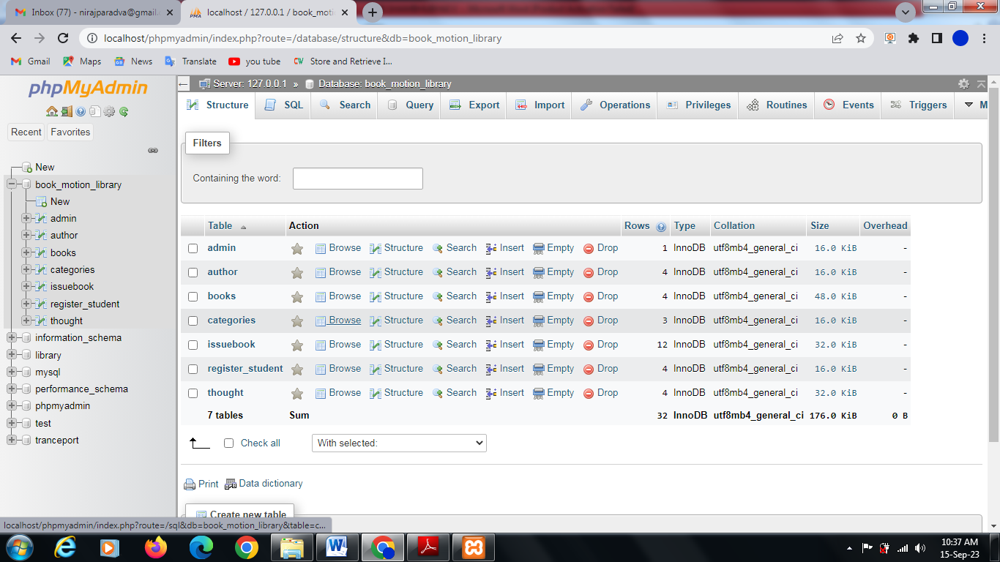 Inbox (77) - nirajparadva@gmail.
localhost / 127.0.0.1 / book_moti
localhost/phpmyadmin/index.php?route=/database/structure&db=book_motion_library
Gmail Maps News Translate you tube Store and Retrieve I...
phpMyAdmin
Recent Favorites
New
book_motion_library
New
admin
author
books
categories
issuebook
register_student
thought
information_schema
library
mysql
performance_schema
phpmyadmin
test
tranceport
Server: 127.0.0.1 » Database: book_motion_library
Structure SQL Search Query Export Import Operations Privileges Routines Events Triggers M
Filters
Containing the word:
Table Action Rows Type Collation Size Overhead
admin Browse Structure Search Insert Empty Drop 1 InnoDB utf8mb4_general_ci 16.0 KiB -
author Browse Structure Search Insert Empty Drop 4 InnoDB utf8mb4_general_ci 16.0 KiB -
books Browse Structure Search Insert Empty Drop 4 InnoDB utf8mb4_general_ci 48.0 KiB -
categories Browse Structure Search Insert Empty Drop 3 InnoDB utf8mb4_general_ci 16.0 KiB -
issuebook Browse Structure Search Insert Empty Drop 12 InnoDB utf8mb4_general_ci 32.0 KiB -
register_student Browse Structure Search Insert Empty Drop 4 InnoDB utf8mb4_general_ci 16.0 KiB -
thought Browse Structure Search Insert Empty Drop 4 InnoDB utf8mb4_general_ci 32.0 KiB -
7 tables Sum 32 InnoDB utf8mb4_general_ci 176.0 KiB 0 B
Check all With selected:
Print Data dictionary
Create new table
localhost/phpmyadmin/index.php?route=/sql&db=book_motion_library&table=c...
10:37 AM
15-Sep-23